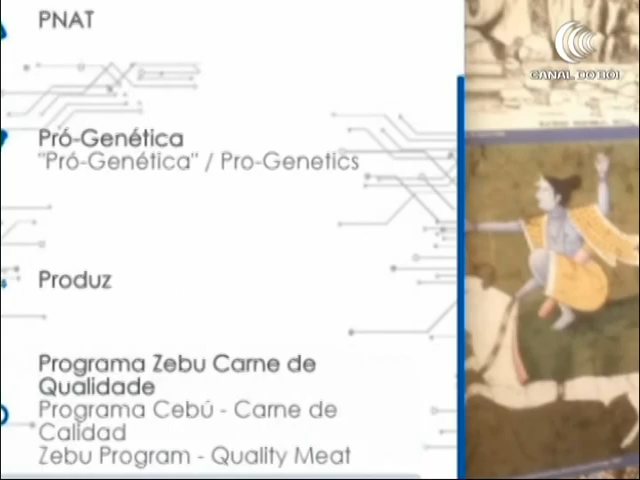 PNAT
CANAL DO BOI
Pró-Genética
"Pró-Genética" / Pro-Genetics
Produz
Programa Zebu Carne de
Qualidade
Programa Cebú - Carne de
Calidad
Zebu Program - Quality Meat